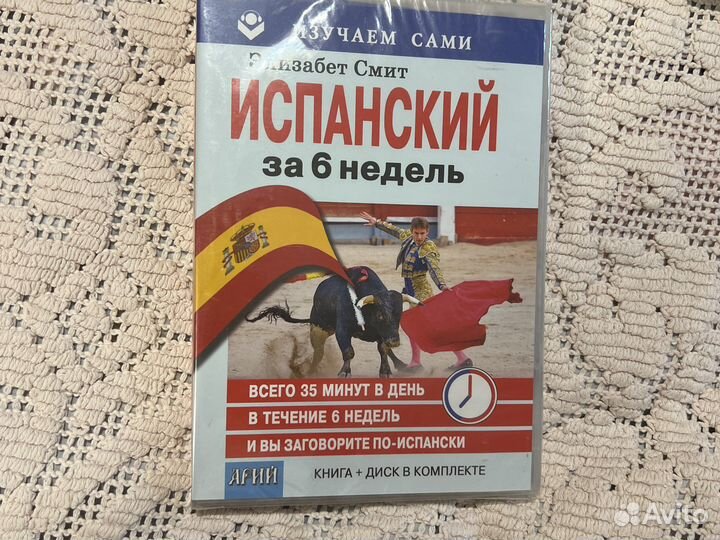 ИЗУЧАЕМ САМИ
Элизабет Смит
ИСПАНСКИЙ
за 6 недель
ВСЕГО 35 МИНУТ В ДЕНЬ
В ТЕЧЕНИЕ 6 НЕДЕЛЬ
И ВЫ ЗАГОВОРИТЕ ПО-ИСПАНСКИ
АРИЙ
КНИГА + ДИСК В КОМПЛЕКТЕ
Avito